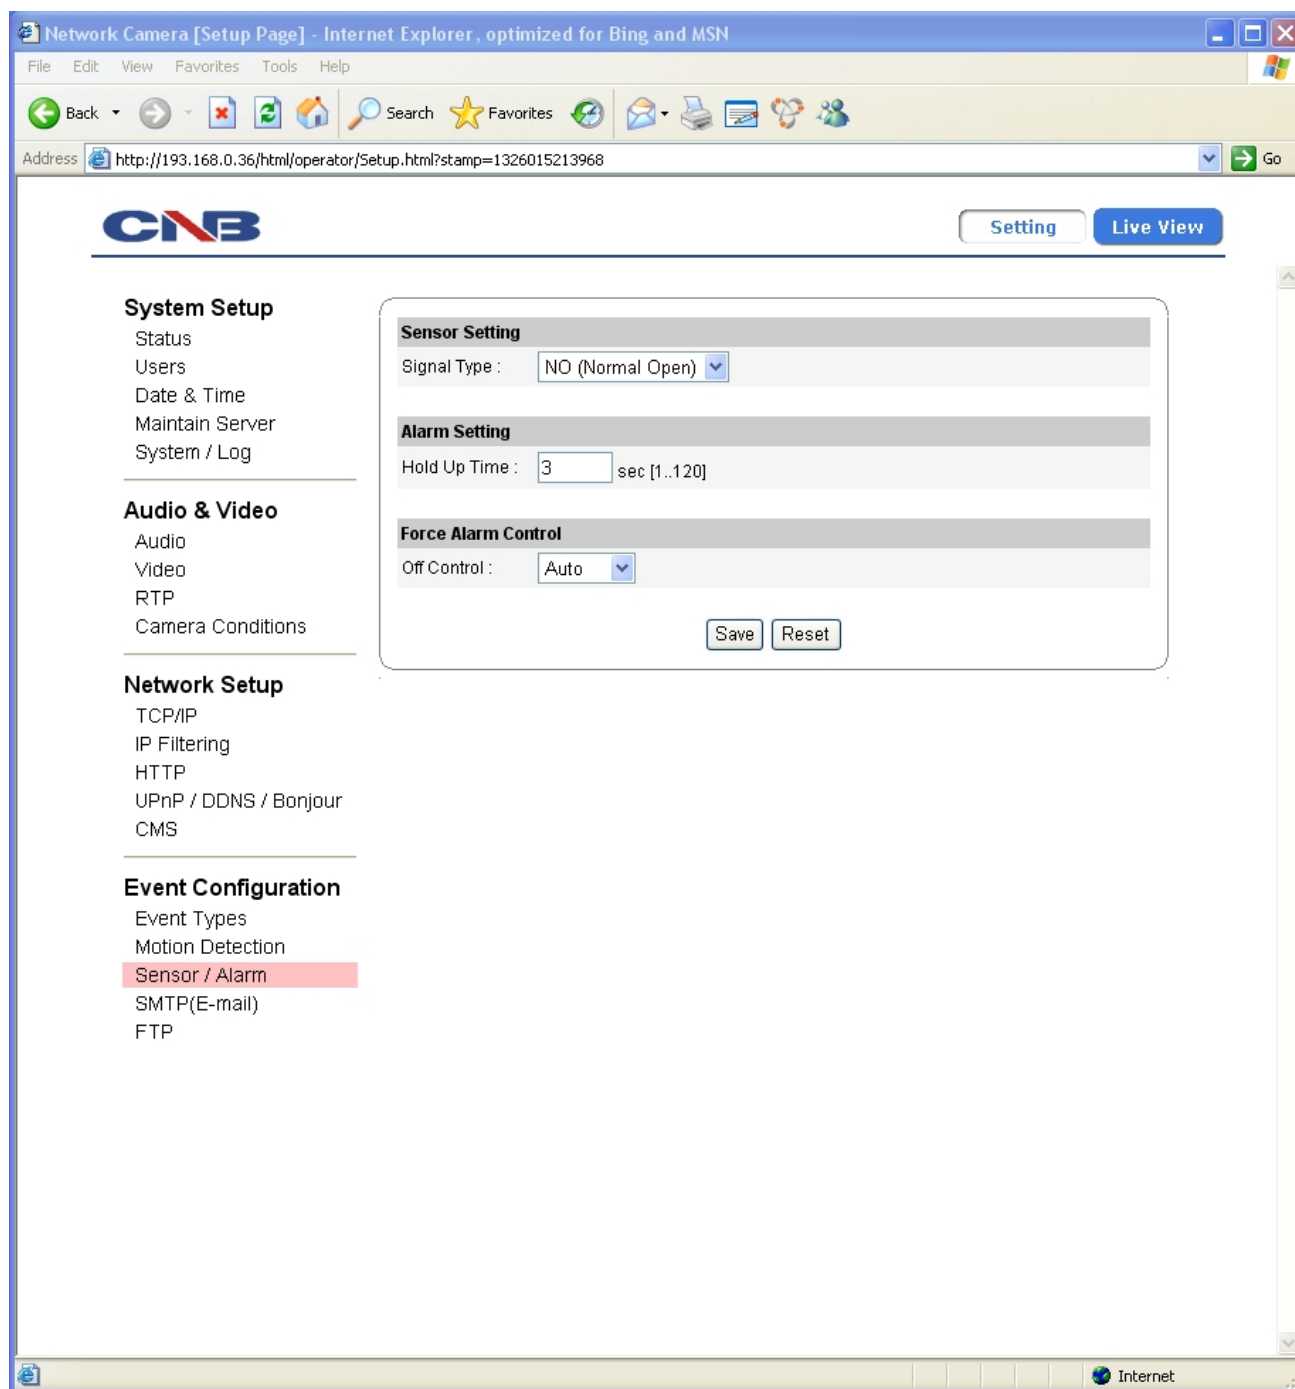 Network Camera [Setup Page] - Internet Explorer, optimized for Bing and MSN
File Edit View Favorites Tools Help
Back Search Favorites
Address http://193.168.0.36/html/operator/Setup.html?stamp=1326015213968 Go
CNB Setting Live View
System Setup
Status
Users
Date & Time
Maintain Server
System / Log
Audio & Video
Audio
Video
RTP
Camera Conditions
Network Setup
TCP/IP
IP Filtering
HTTP
UPnP / DDNS / Bonjour
CMS
Event Configuration
Event Types
Motion Detection
Sensor / Alarm
SMTP(E-mail)
FTP
Sensor Setting
Signal Type : NO (Normal Open)
Alarm Setting
Hold Up Time : 3 sec [1..120]
Force Alarm Control
Off Control : Auto
Save Reset
Internet